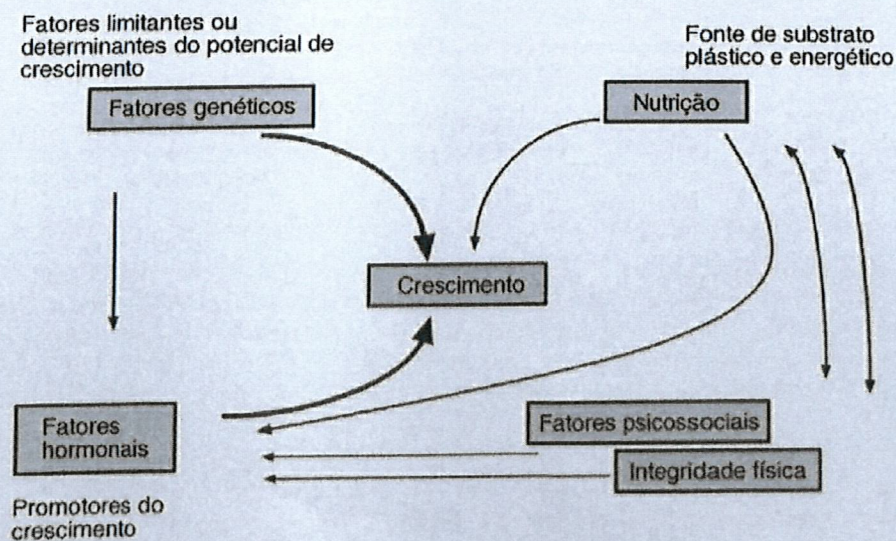 Fatores limitantes ou
determinantes do potencial de
crescimento
Fatores genéticos
Fonte de substrato
plástico e energético
Nutrição
Crescimento
Fatores
hormonais
Promotores do
crescimento
Fatores psicossociais
Integridade física